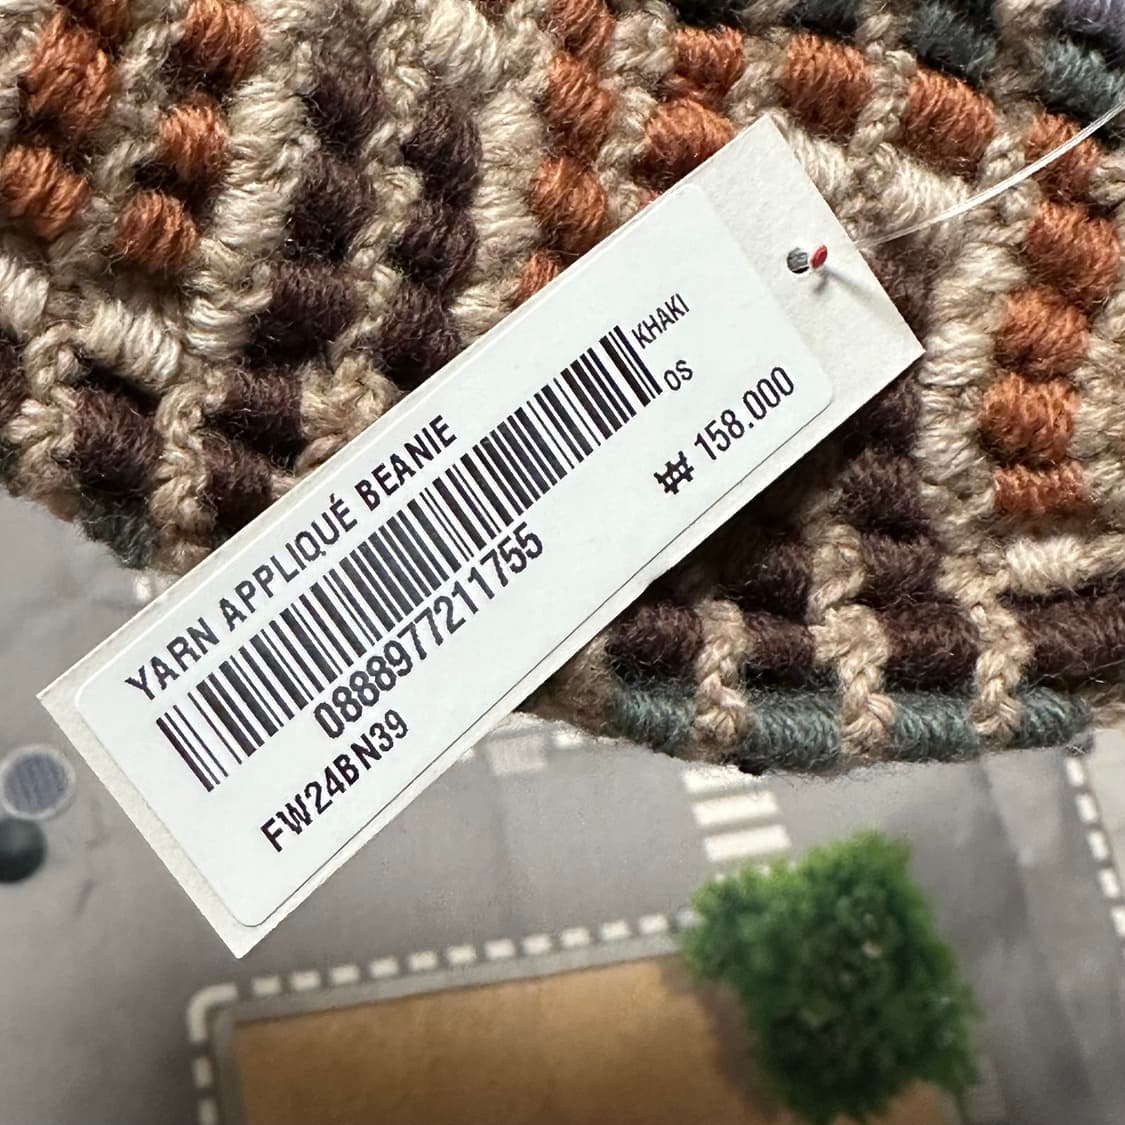 YARN APPLIQUÉ BEANIE
KHAKI
OS
0888977211755
FW24BN39
₩ 158.000